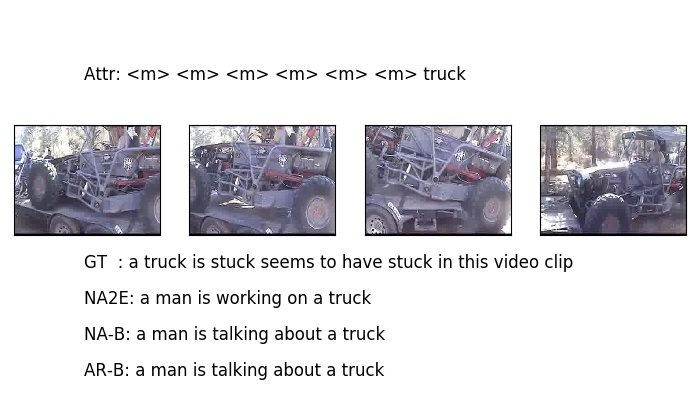 Attr: <m> <m> <m> <m> <m> <m> truck
GT : a truck is stuck seems to have stuck in this video clip
NA2E: a man is working on a truck
NA-B: a man is talking about a truck
AR-B: a man is talking about a truck